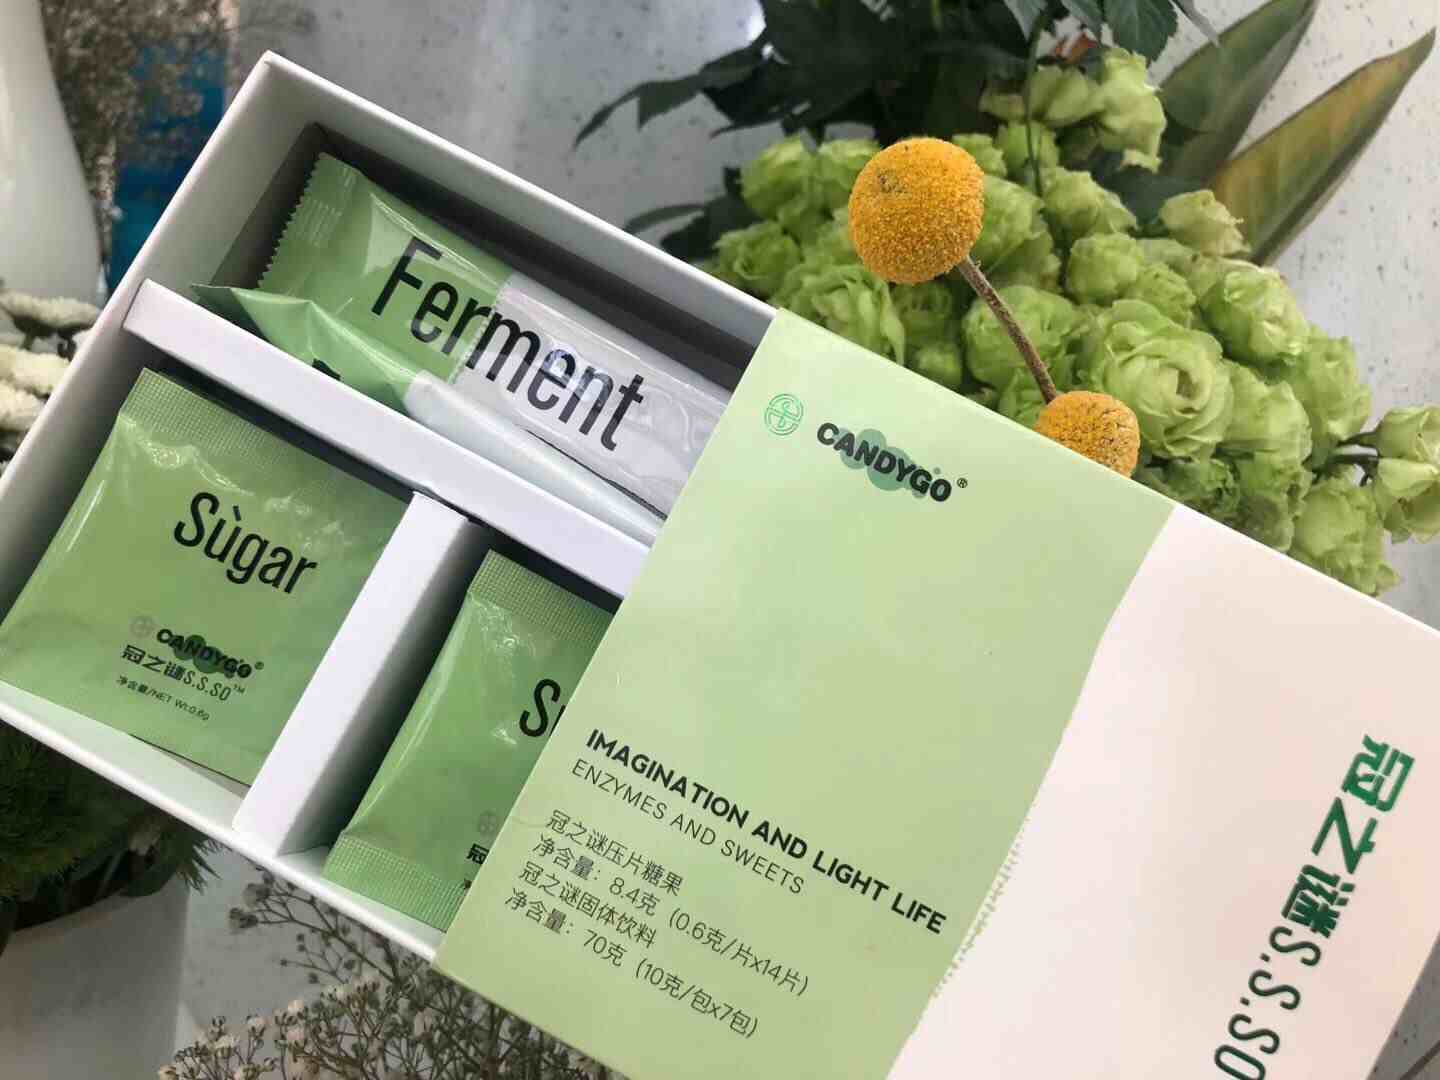 Ferment
Sùgar
CANDYGO®
冠之谜S.S.SO™
净含量/NET Wt:0.6g
CANDYGO®
IMAGINATION AND LIGHT LIFE
ENZYMES AND SWEETS
冠之谜压片糖果
净含量：8.4克（0.6克/片x14片）
冠之谜固体饮料
净含量：70克（10克/包x7包）
冠之谜S.S.SO